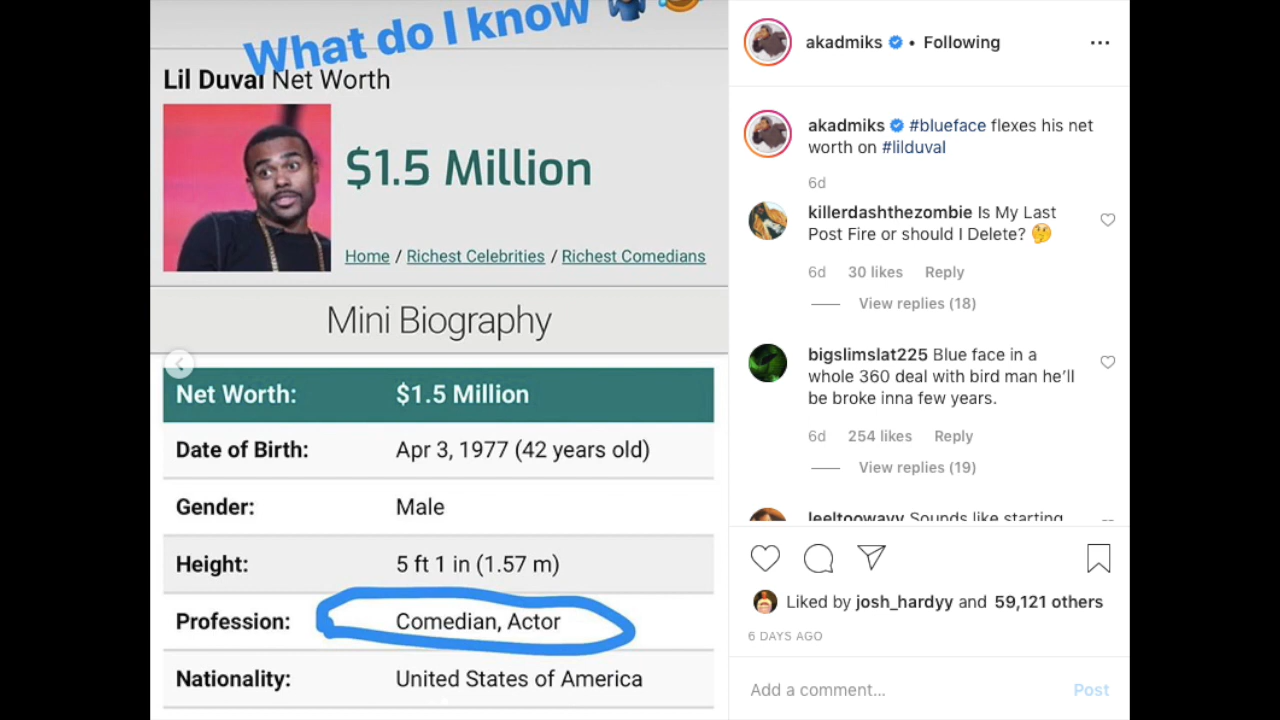 What do I know
Lil Duval Net Worth
$1.5 Million
Home / Richest Celebrities / Richest Comedians
Mini Biography
Net Worth: $1.5 Million
Date of Birth: Apr 3, 1977 (42 years old)
Gender: Male
Height: 5 ft 1 in (1.57 m)
Profession: Comedian, Actor
Nationality: United States of America
akadmiks • Following
akadmiks #blueface flexes his net
worth on #lilduval
6d
killerdashthezombie Is My Last
Post Fire or should I Delete? 🤔
6d 30 likes Reply
View replies (18)
bigslimslat225 Blue face in a
whole 360 deal with bird man he'll
be broke inna few years.
6d 254 likes Reply
View replies (19)
leeltoowavy Sounds like starting
Liked by josh_hardyy and 59,121 others
6 DAYS AGO
Add a comment... Post